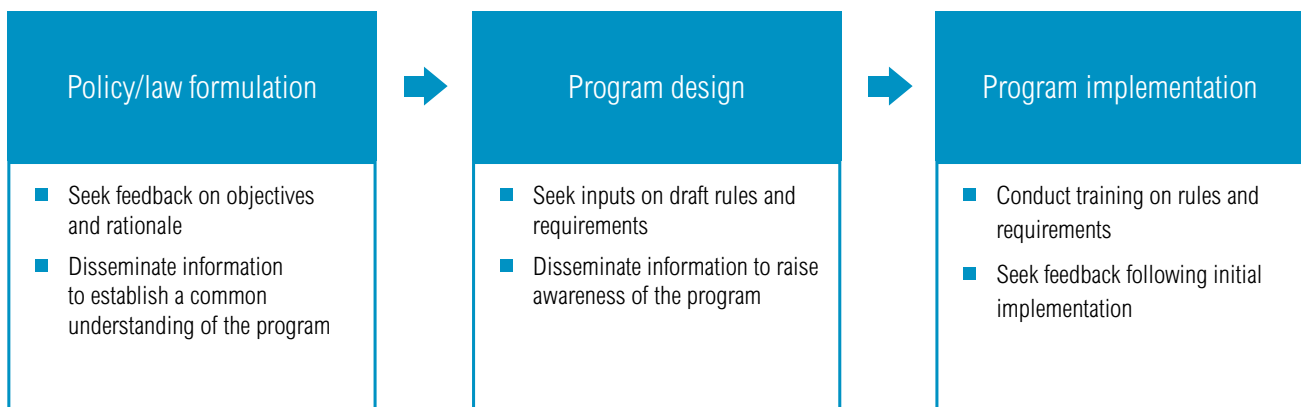 Policy/law formulation
Seek feedback on objectives
and rationale
Disseminate information
to establish a common
understanding of the program
Program design
Seek inputs on draft rules and
requirements
Disseminate information to raise
awareness of the program
Program implementation
Conduct training on rules and
requirements
Seek feedback following initial
implementation